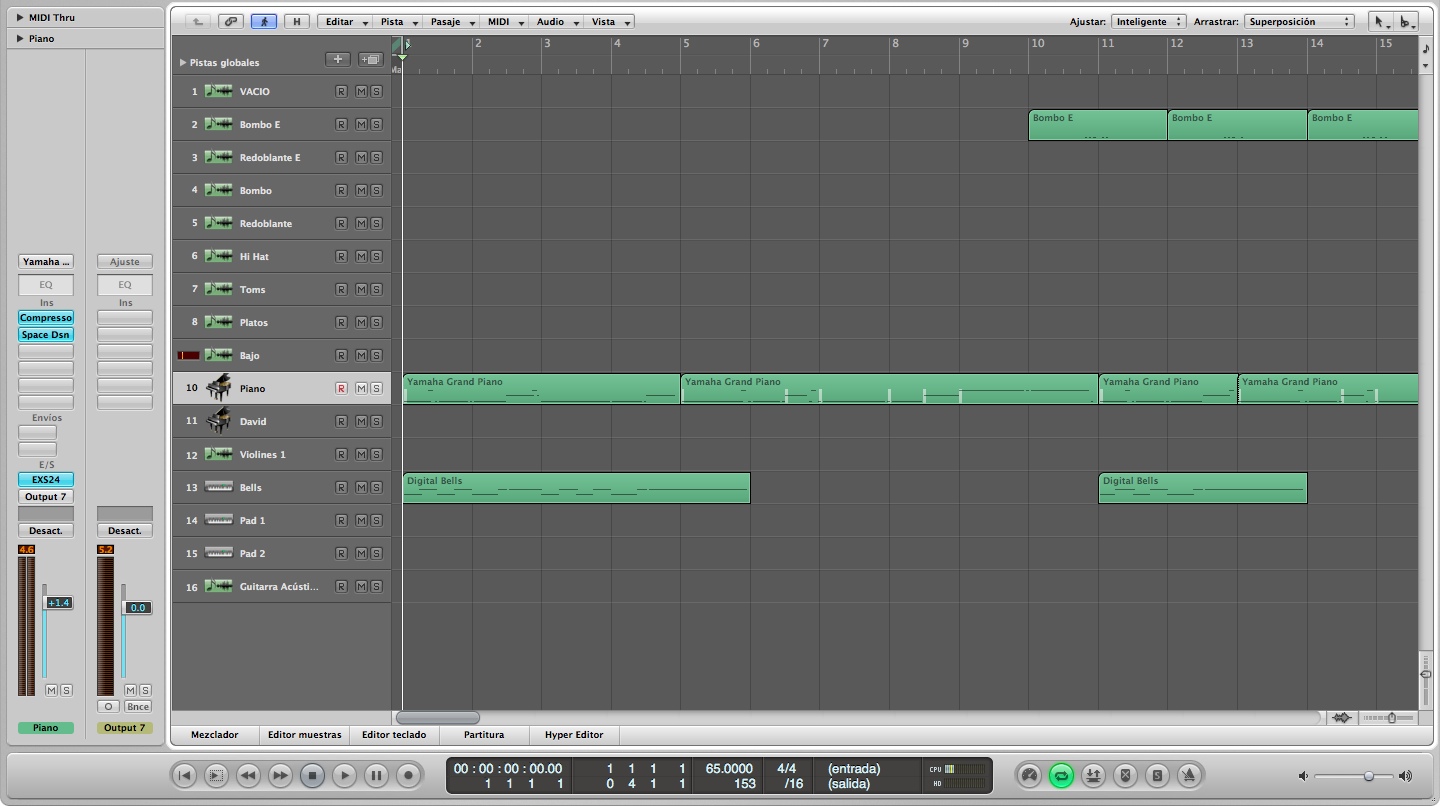 MIDI Thru
Piano
Yamaha ... Ajuste
EQ EQ
Ins Ins
Compresso
Space Dsn
Envíos
E/S
EXS24
Output 7
Desact. Desact.
4.6 5.2
+1.4 0.0
M S M S
O Bnce
Piano Output 7
H Editar Pista Pasaje MIDI Audio Vista Ajustar: Inteligente Arrastrar: Superposición
1 2 3 4 5 6 7 8 9 10 11 12 13 14 15
Pistas globales
1 VACIO R M S
2 Bombo E R M S Bombo E Bombo E Bombo E
3 Redoblante E R M S
4 Bombo R M S
5 Redoblante R M S
6 Hi Hat R M S
7 Toms R M S
8 Platos R M S
Bajo R M S
10 Piano R M S Yamaha Grand Piano Yamaha Grand Piano Yamaha Grand Piano Yamaha Grand Piano
11 David R M S
12 Violines 1 R M S
13 Bells R M S Digital Bells Digital Bells
14 Pad 1 R M S
15 Pad 2 R M S
16 Guitarra Acústi... R M S
Mezclador Editor muestras Editor teclado Partitura Hyper Editor
00 : 00 : 00 : 00.00 1 1 1 1 65.0000 4/4 (entrada) CPU
1 1 1 1 0 4 1 1 153 /16 (salida) HD
S